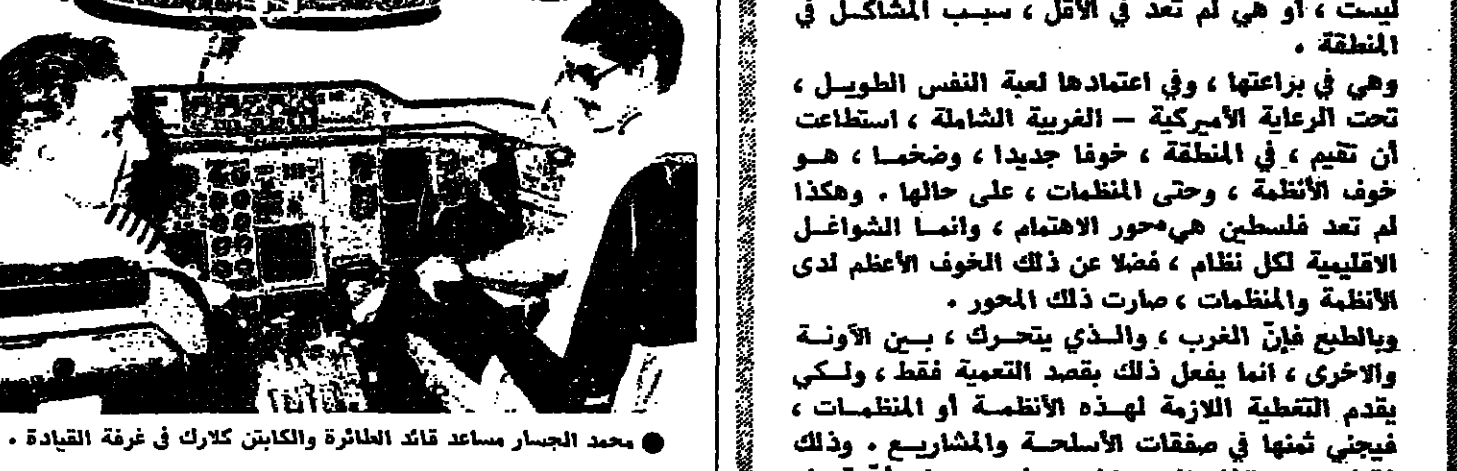 ليست ، أو هي لم تعد في الأقل ، سبب المشاكل في
المنطقة .
وهي في براعتها ، وفي اعتمادها لعبة النفس الطويل ،
تحت الرعاية الأميركية — الغربية الشاملة ، استطاعت
أن تقيم ، في المنطقة ، خوفا جديدا ، وضخما ، هو
خوف الأنظمة ، وحتى المنظمات ، على حالها . وهكذا
لم تعد فلسطين هي محور الاهتمام ، وانما الشواغل
الاقليمية لكل نظام ، فضلا عن ذلك الخوف الأعظم لدى
الأنظمة والمنظمات ، صارت ذلك المحور .
وبالطبع فإنّ الغرب ، والذي يتحرك ، بين الآونة
والاخرى ، انما يفعل ذلك بقصد التعمية فقط ، ولكي
يقدم التغطية اللازمة لهذه الأنظمة أو المنظمات ،
فيجني ثمنها في صفقات الأسلحة والمشاريع . وذلك
● محمد الجسار مساعد قائد الطائرة والكابتن كلارك في غرفة القيادة .